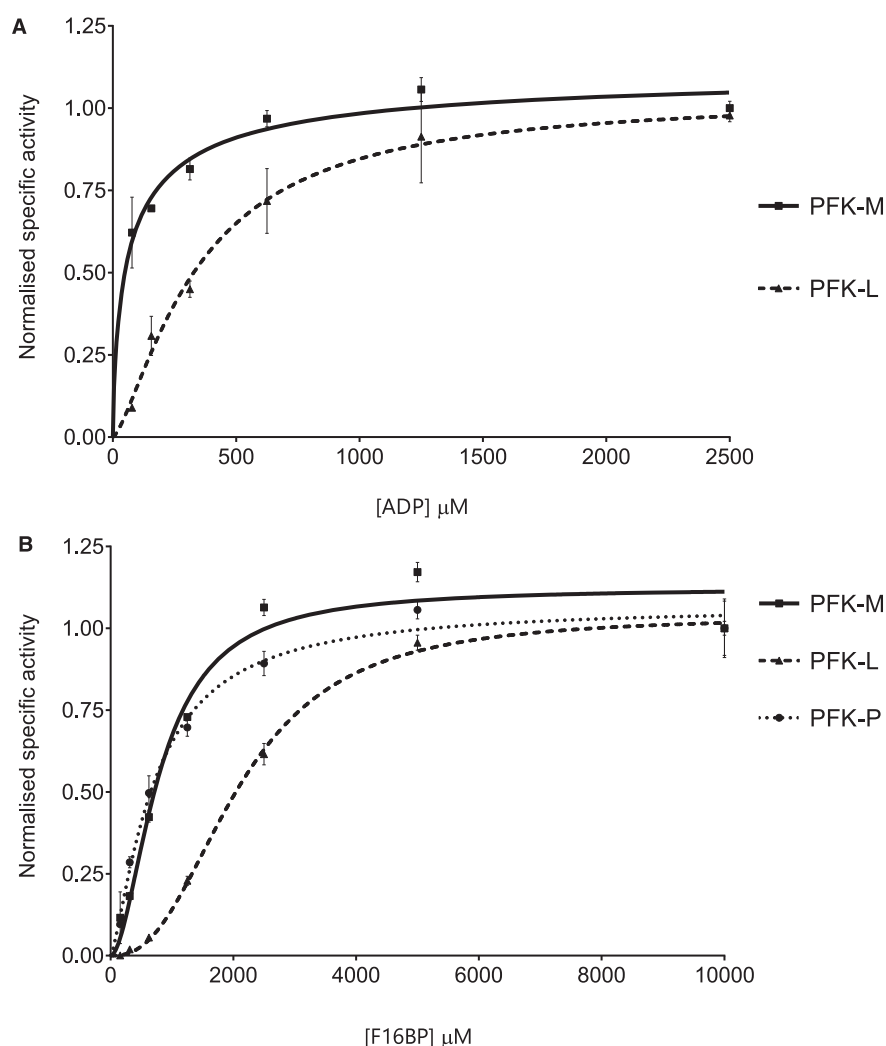 A
1.25
1.00
0.75
0.50
0.25
0.00
Normalised specific activity
0 500 1000 1500 2000 2500
[ADP] μM
PFK-M
PFK-L
B
1.25
1.00
0.75
0.50
0.25
0.00
Normalised specific activity
0 2000 4000 6000 8000 10000
[F16BP] μM
PFK-M
PFK-L
PFK-P